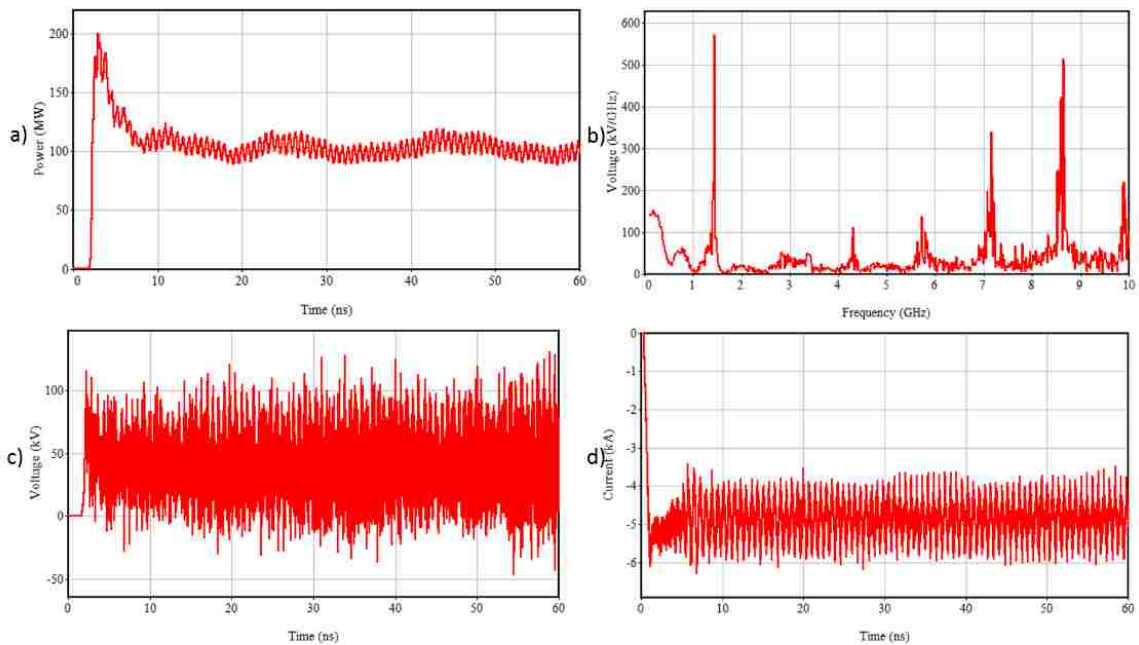 a)
Power (MW)
200
150
100
50
0
0 10 20 30 40 50 60
Time (ns)
b)
Voltage (kV/GHz)
600
500
400
300
200
100
0
0 1 2 3 4 5 6 7 8 9 10
Frequency (GHz)
c)
Voltage (kV)
100
50
0
-50
0 10 20 30 40 50 60
Time (ns)
d)
Current (kA)
0
-1
-2
-3
-4
-5
-6
0 10 20 30 40 50 60
Time (ns)